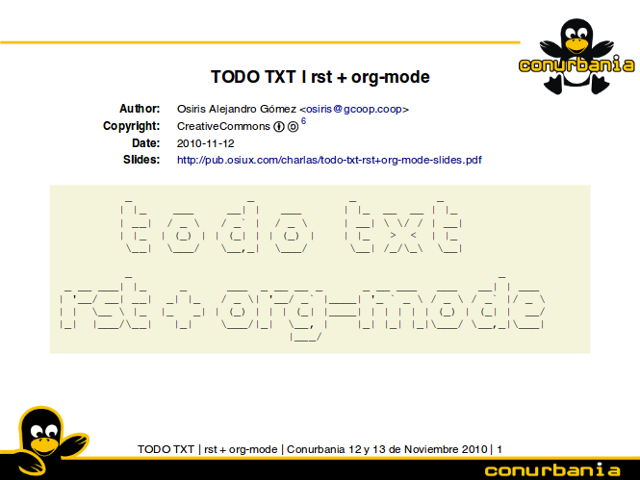 conurbania
TODO TXT | rst + org-mode
Author: Osiris Alejandro Gómez <osiris@gcoop.coop>
Copyright: CreativeCommons 6
Date: 2010-11-12
Slides: http://pub.osiux.com/charlas/todo-txt-rst+org-mode-slides.pdf
todo txt
rst + org-mode
TODO TXT | rst + org-mode | Conurbania 12 y 13 de Noviembre 2010 | 1
conurbania